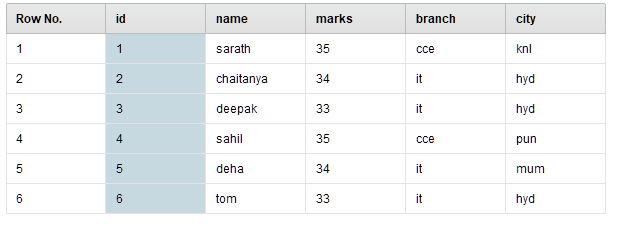 Row No. id name marks branch city
1 1 sarath 35 cce knl
2 2 chaitanya 34 it hyd
3 3 deepak 33 it hyd
4 4 sahil 35 cce pun
5 5 deha 34 it mum
6 6 tom 33 it hyd